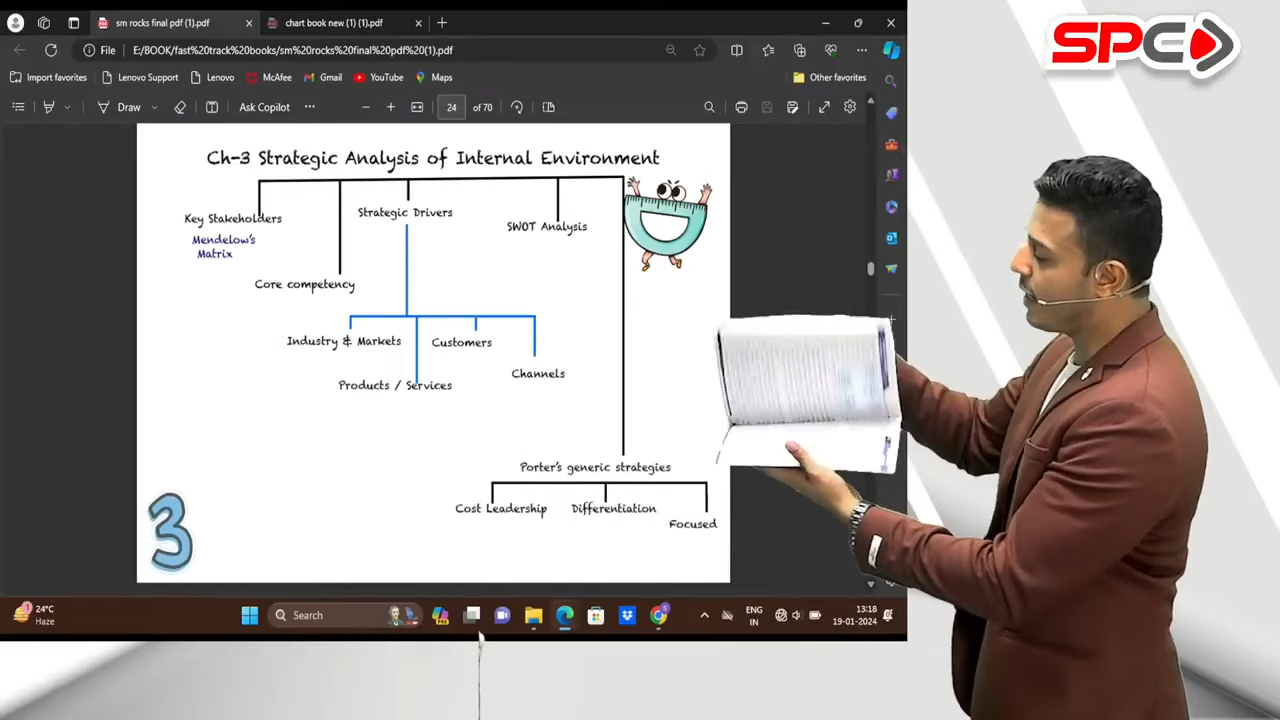 sm rocks final pdf (1).pdf
chart book new (1) (1).pdf
File
E:/BOOK/fast%20track%20books/sm%20rocks%20final%20pdf%20(1).pdf
Import favorites
Lenovo Support
Lenovo
McAfee
Gmail
YouTube
Maps
Other favorites
Draw
Ask Copilot
24
of 70
SPC
Ch-3 Strategic Analysis of Internal Environment
Key Stakeholders
Mendelow's
Matrix
Strategic Drivers
SWOT Analysis
Core competency
Industry & Markets
Customers
Products / Services
Channels
Porter's generic strategies
Cost Leadership
Differentiation
Focused
3
1
24°C
Haze
Search
ENG
IN
13:18
19-01-2024